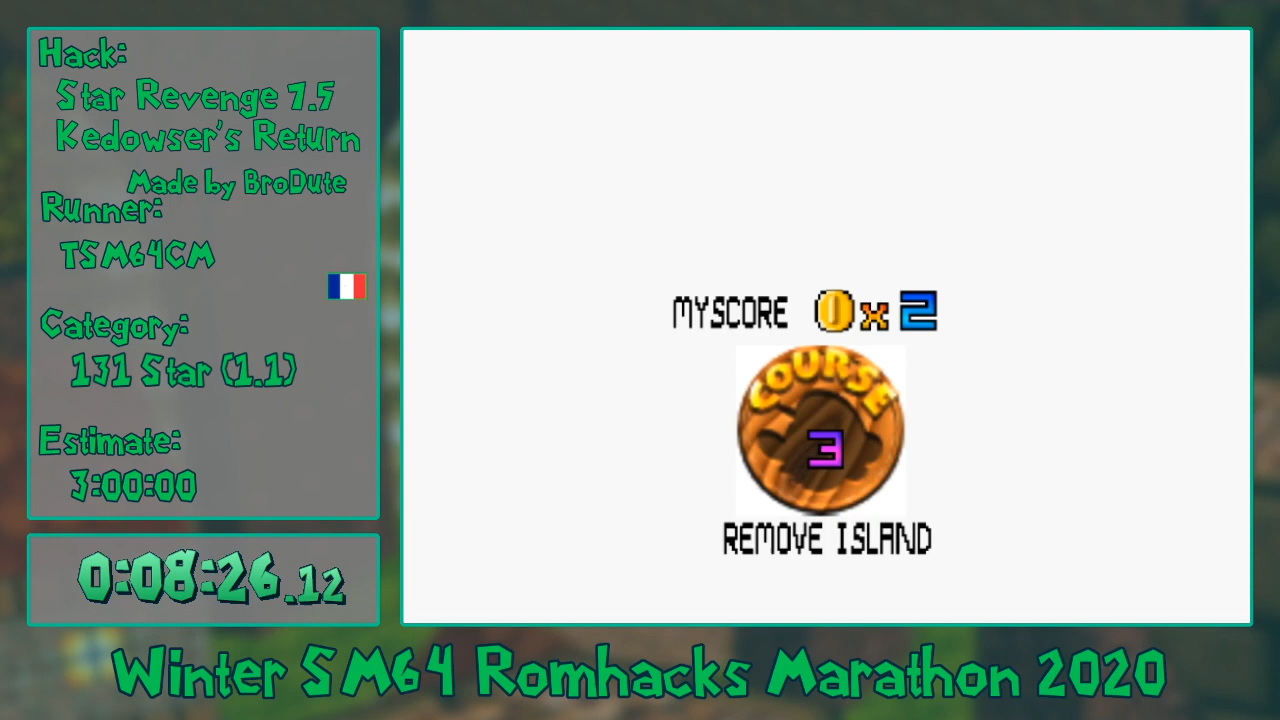 Hack:
Star Revenge 7.5
Kedowser's Return
Made by BroDute
Runner:
TSM64CM
Category:
131 Star (1.1)
Estimate:
3:00:00
0:08:26.12
MYSCORE x 2
COURSE
3
REMOVE ISLAND
Winter SM64 Romhacks Marathon 2020